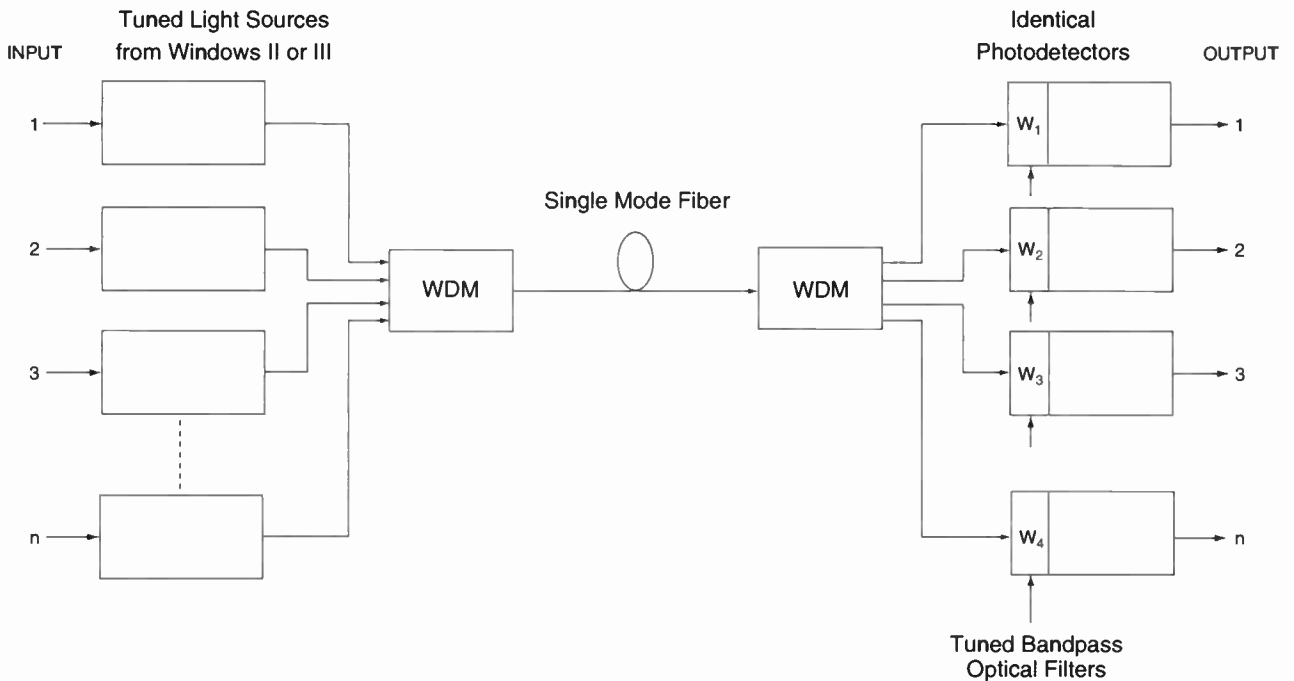 Tuned Light Sources
from Windows II or III
INPUT
Identical
Photodetectors
OUTPUT
1
W₁
1
Single Mode Fiber
2
W₂
2
WDM
WDM
3
W₃
3
n
W₄
n
Tuned Bandpass
Optical Filters